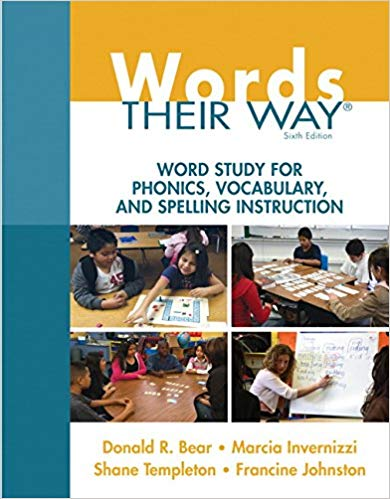 Words
THEIR WAY®
Sixth Edition
WORD STUDY FOR
PHONICS, VOCABULARY,
AND SPELLING INSTRUCTION
Donald R. Bear • Marcia Invernizzi
Shane Templeton • Francine Johnston